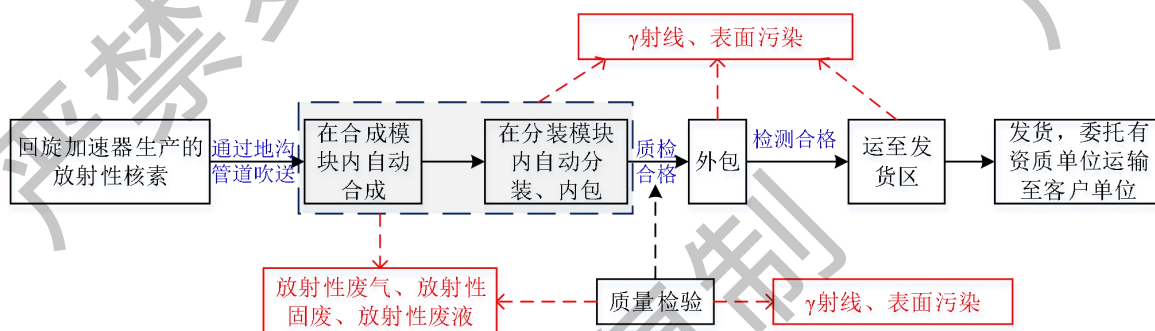 γ射线、表面污染
回旋加速器生产的
放射性核素
通过地沟
管道吹送
在合成模
块内自动
合成
在分装模块
内自动分
装、内包
质检
合格
外包
检测合格
运至发
货区
发货，委托有
资质单位运输
至客户单位
放射性废气、放射性
固废、放射性废液
质量检验
γ射线、表面污染
严禁
复制